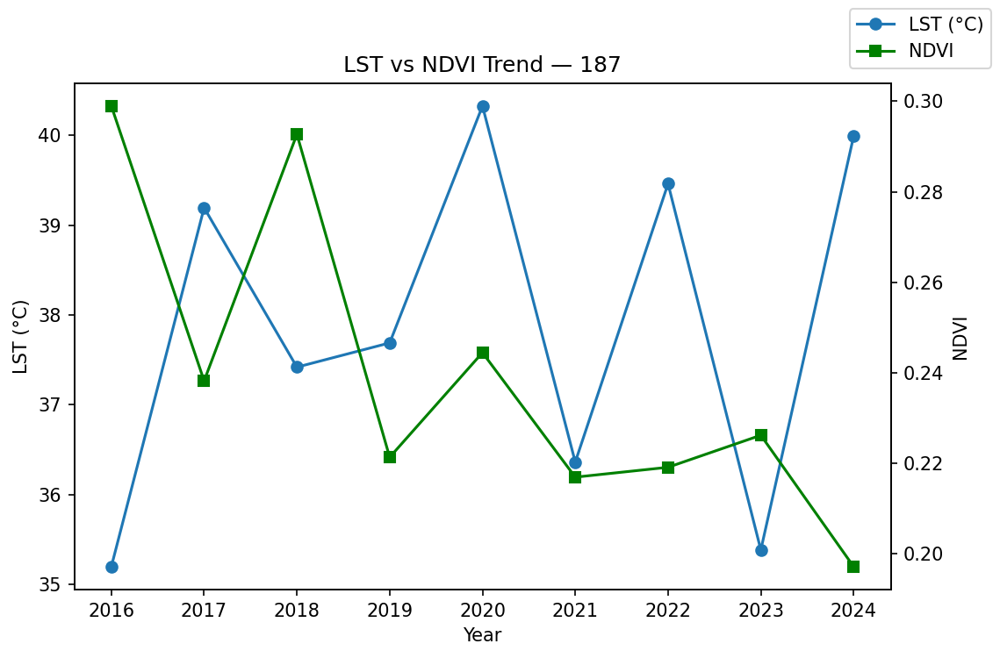 LST (°C)
NDVI
LST vs NDVI Trend — 187
40
39
38
37
36
35
LST (°C)
0.30
0.28
0.26
0.24
0.22
0.20
NDVI
2016 2017 2018 2019 2020 2021 2022 2023 2024
Year